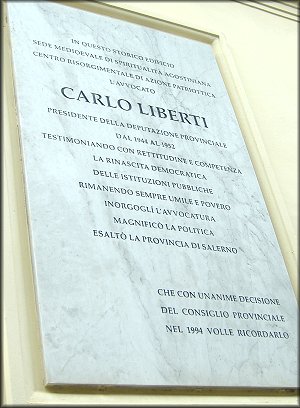 IN QUESTO STORICO EDIFICIO
SEDE MEDIOEVALE DI SPIRITUALITÀ AGOSTINIANA
CENTRO RISORGIMENTALE DI AZIONE PATRIOTTICA
L'AVVOCATO
CARLO LIBERTI
PRESIDENTE DELLA DEPUTAZIONE PROVINCIALE
DAL 1944 AL 1952
TESTIMONIANDO CON RETTITUDINE E COMPETENZA
LA RINASCITA DEMOCRATICA
DELLE ISTITUZIONI PUBBLICHE
RIMANENDO SEMPRE UMILE E POVERO
INORGOGLÌ L'AVVOCATURA
MAGNIFICÒ LA POLITICA
ESALTÒ LA PROVINCIA DI SALERNO
CHE CON UNANIME DECISIONE
DEL CONSIGLIO PROVINCIALE
NEL 1994 VOLLE RICORDARLO